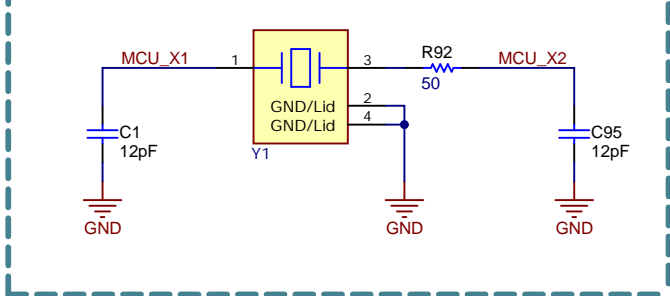 MCU_X1
1
3
R92
50
MCU_X2
GND/Lid
2
GND/Lid
4
Y1
C1
12pF
C95
12pF
GND
GND
GND